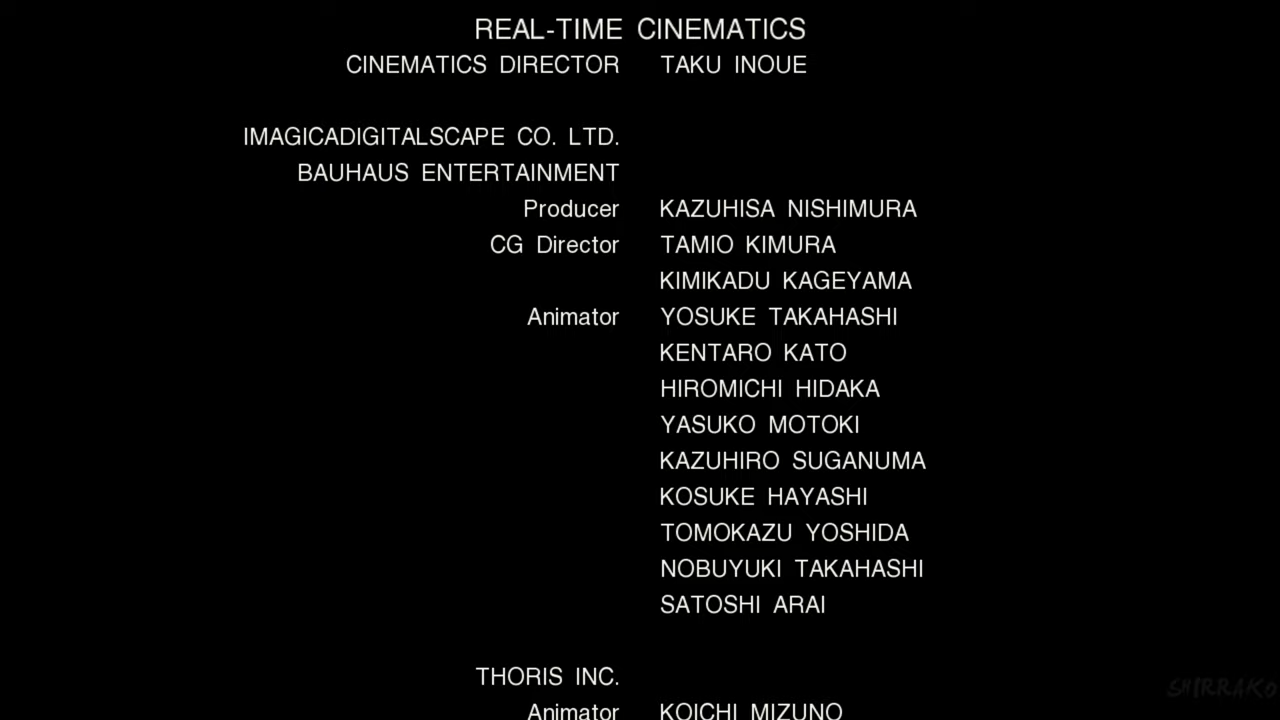 REAL-TIME CINEMATICS
CINEMATICS DIRECTOR TAKU INOUE
IMAGICADIGITALSCAPE CO. LTD.
BAUHAUS ENTERTAINMENT
Producer KAZUHISA NISHIMURA
CG Director TAMIO KIMURA
KIMIKADU KAGEYAMA
Animator YOSUKE TAKAHASHI
KENTARO KATO
HIROMICHI HIDAKA
YASUKO MOTOKI
KAZUHIRO SUGANUMA
KOSUKE HAYASHI
TOMOKAZU YOSHIDA
NOBUYUKI TAKAHASHI
SATOSHI ARAI
THORIS INC.
SHIRRAKO
Animator KOICHI MIZUNO